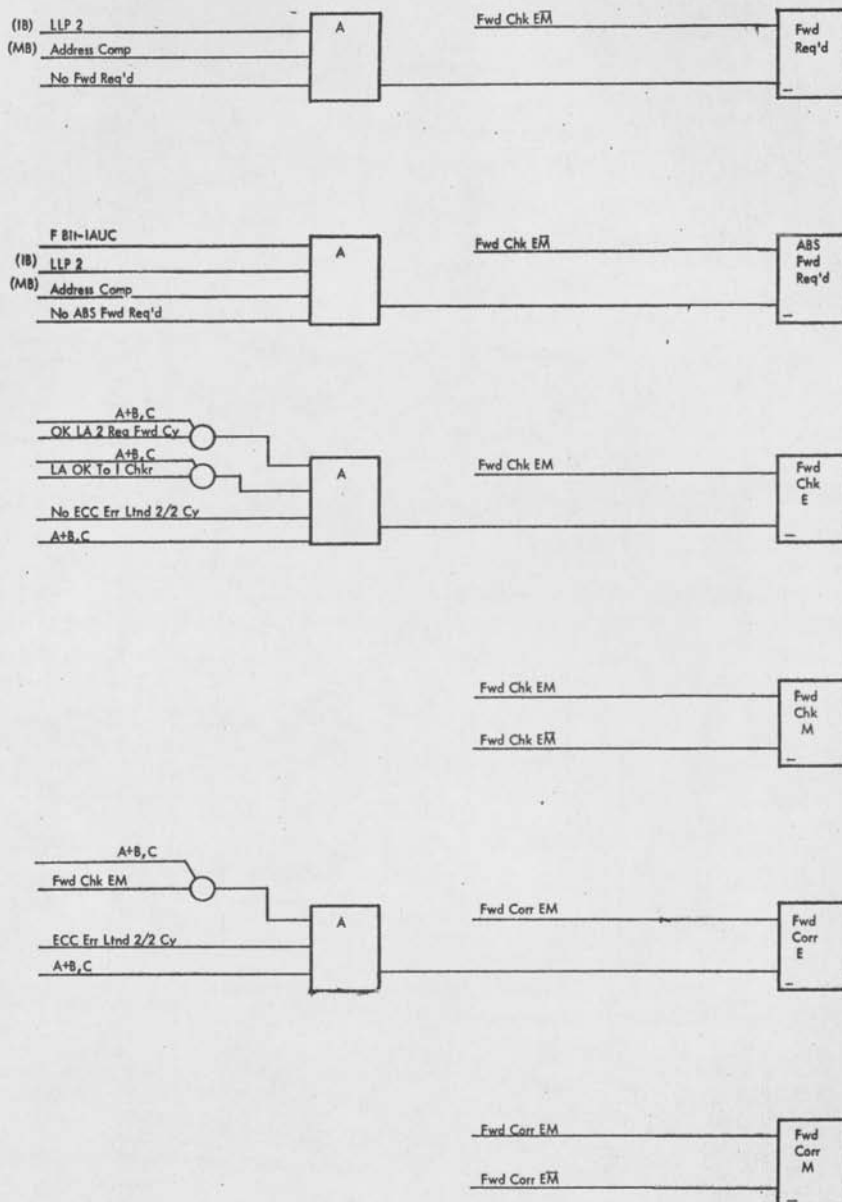 (IB) LLP 2
(MB) Address Comp
No Fwd Req'd
A
Fwd Chk EM̅
Fwd
Req'd
–
F Bit-IAUC
(IB) LLP 2
(MB) Address Comp
No ABS Fwd Req'd
A
Fwd Chk EM̅
ABS
Fwd
Req'd
–
A+B,C
OK LA 2 Req Fwd Cy
A+B,C
LA OK To I Chkr
No ECC Err Ltnd 2/2 Cy
A+B,C
A
Fwd Chk EM
Fwd
Chk
E
–
Fwd Chk EM
Fwd Chk EM̅
Fwd
Chk
M
–
A+B,C
Fwd Chk EM
ECC Err Ltnd 2/2 Cy
A+B,C
A
Fwd Corr EM
Fwd
Corr
E
–
Fwd Corr EM
Fwd Corr EM̅
Fwd
Corr
M
–